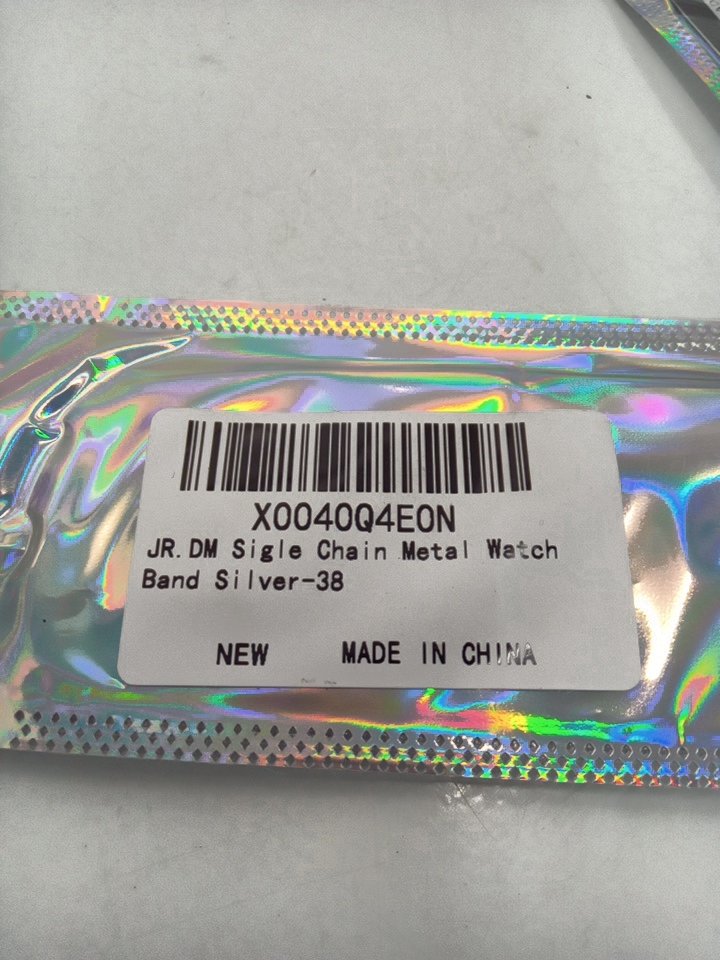 X0040Q4E0N
JR.DM Sigle Chain Metal Watch
Band Silver-38
NEW MADE IN CHINA